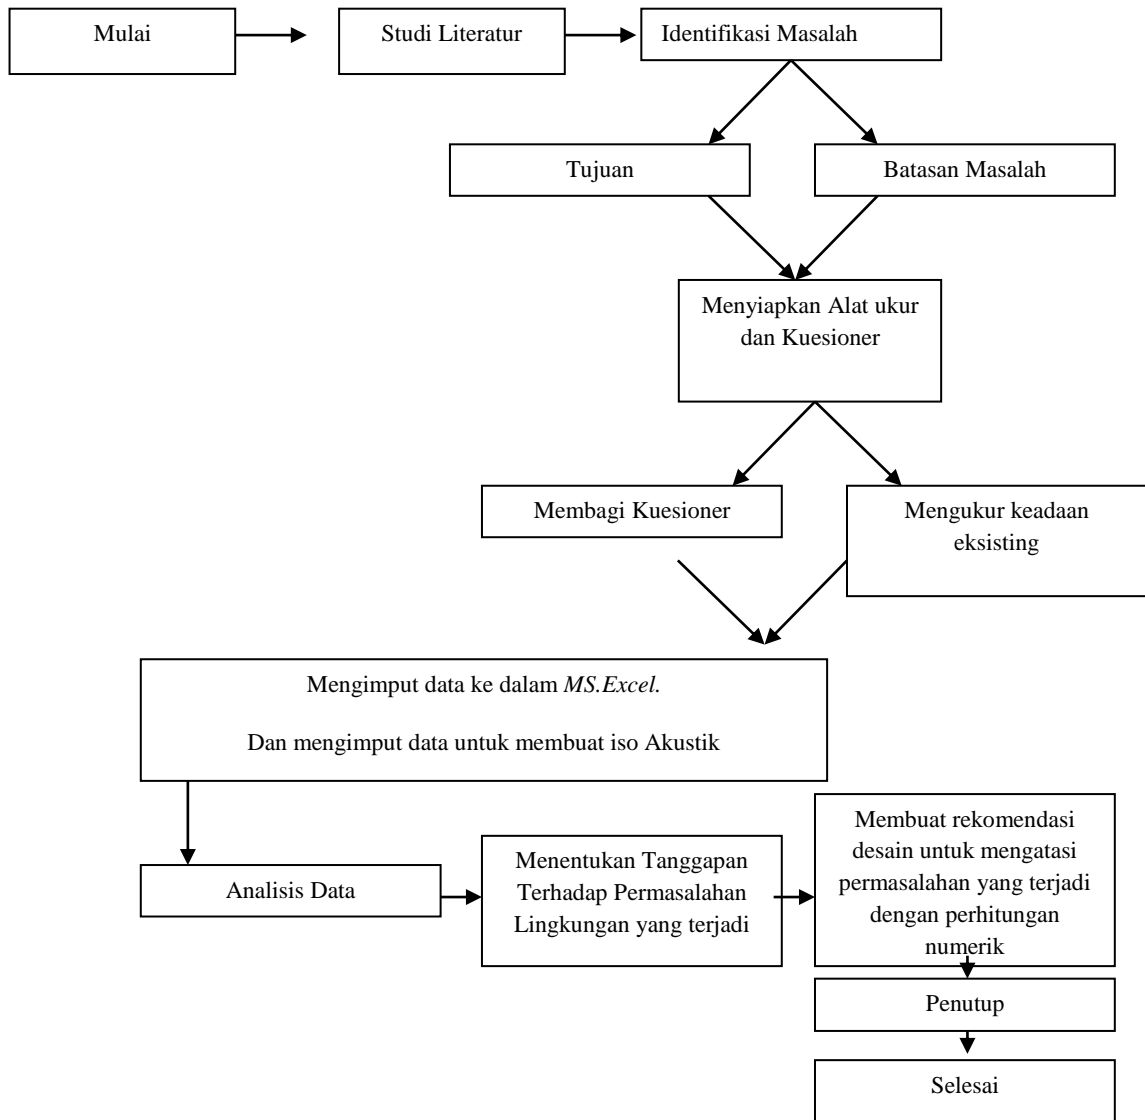 Mulai
Studi Literatur
Identifikasi Masalah
Tujuan
Batasan Masalah
Menyiapkan Alat ukur
dan Kuesioner
Membagi Kuesioner
Mengukur keadaan
eksisting
Mengimput data ke dalam MS.Excel.
Dan mengimput data untuk membuat iso Akustik
Analisis Data
Menentukan Tanggapan
Terhadap Permasalahan
Lingkungan yang terjadi
Membuat rekomendasi
desain untuk mengatasi
permasalahan yang terjadi
dengan perhitungan
numerik
Penutup
Selesai